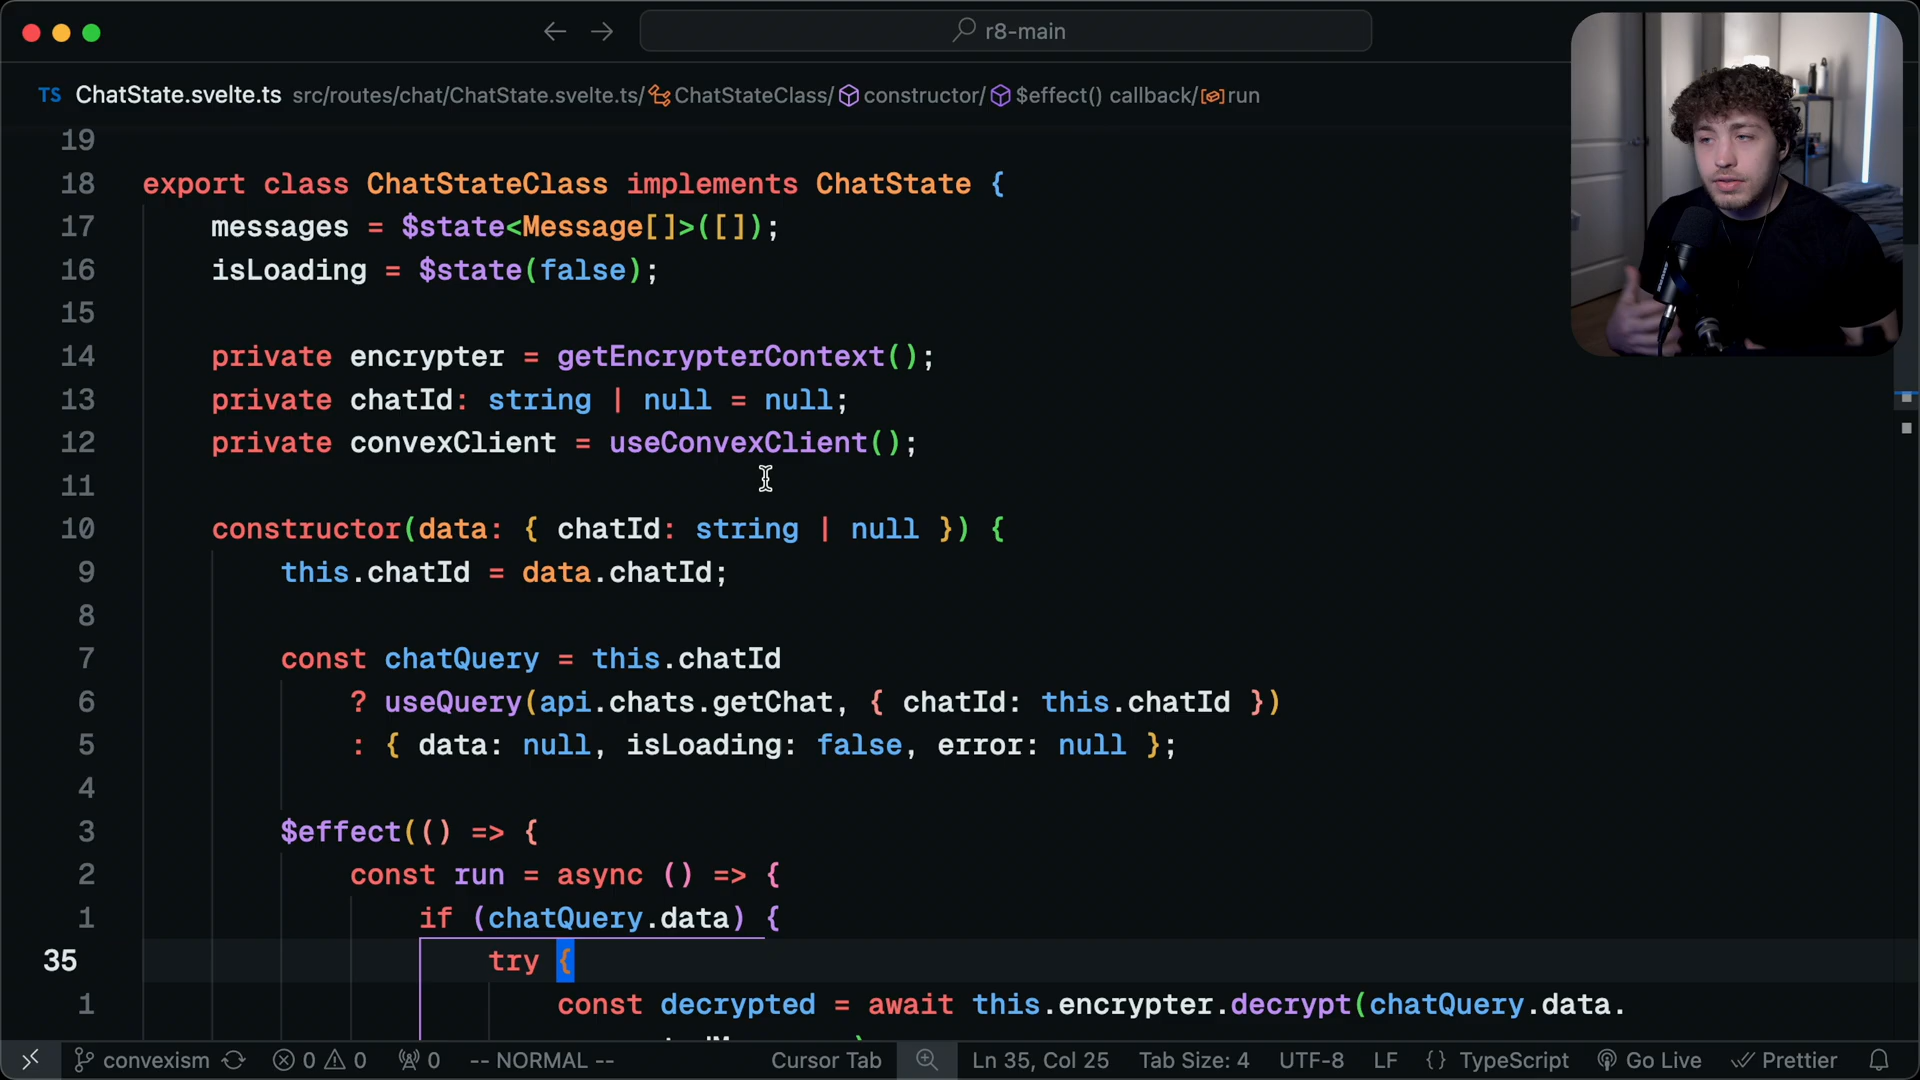 r8-main
TS ChatState.svelte.ts src/routes/chat/ChatState.svelte.ts/ ChatStateClass/ constructor/ $effect() callback/ run
19
18 export class ChatStateClass implements ChatState {
17 messages = $state<Message[]>([]);
16 isLoading = $state(false);
15
14 private encrypter = getEncrypterContext();
13 private chatId: string | null = null;
12 private convexClient = useConvexClient();
11
10 constructor(data: { chatId: string | null }) {
9 this.chatId = data.chatId;
8
7 const chatQuery = this.chatId
6 ? useQuery(api.chats.getChat, { chatId: this.chatId })
5 : { data: null, isLoading: false, error: null };
4
3 $effect(() => {
2 const run = async () => {
1 if (chatQuery.data) {
35 try {
1 const decrypted = await this.encrypter.decrypt(chatQuery.data.
convexism 0 0 0 -- NORMAL -- Cursor Tab Ln 35, Col 25 Tab Size: 4 UTF-8 LF {} TypeScript Go Live Prettier